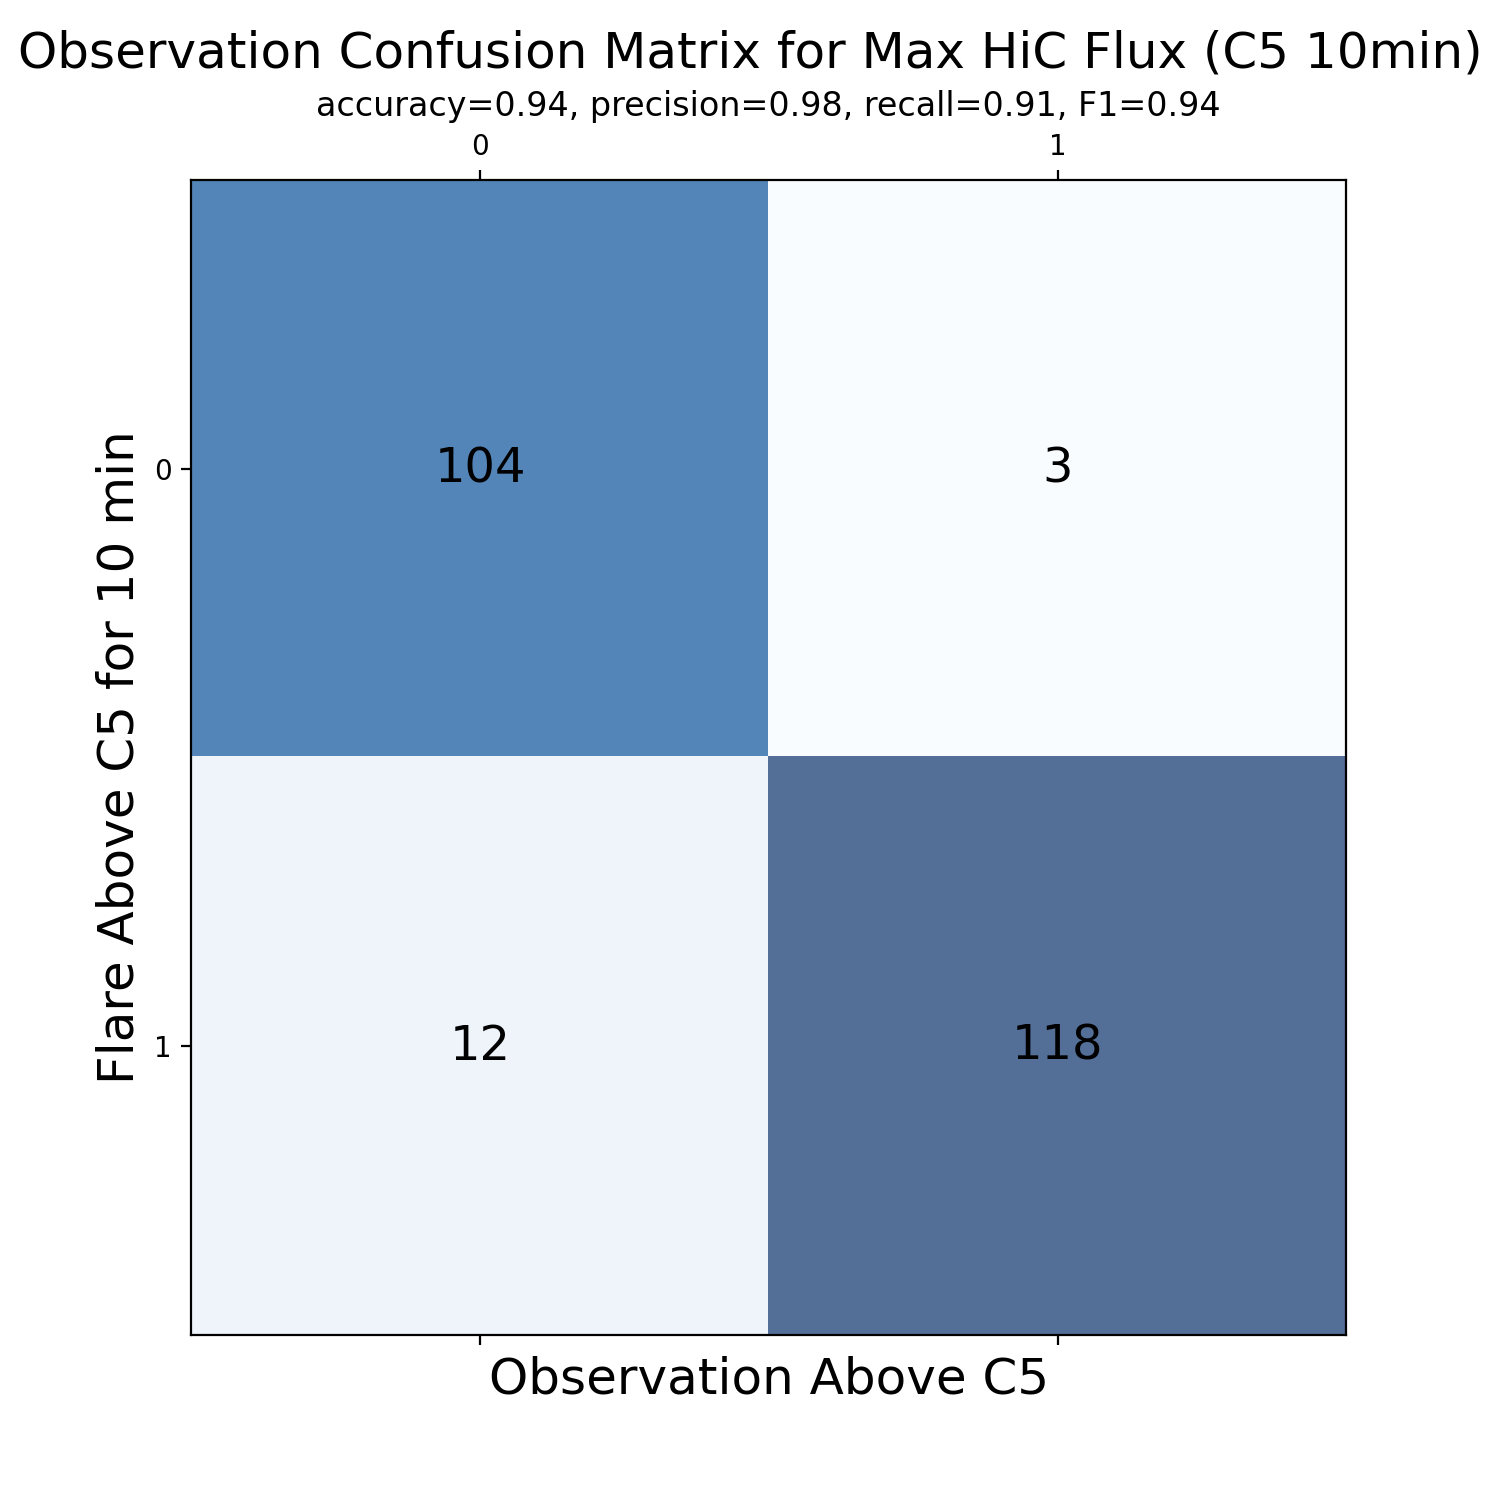 Observation Confusion Matrix for Max HiC Flux (C5 10min)
accuracy=0.94, precision=0.98, recall=0.91, F1=0.94
0 1
Flare Above C5 for 10 min
0 104 3
1 12 118
Observation Above C5